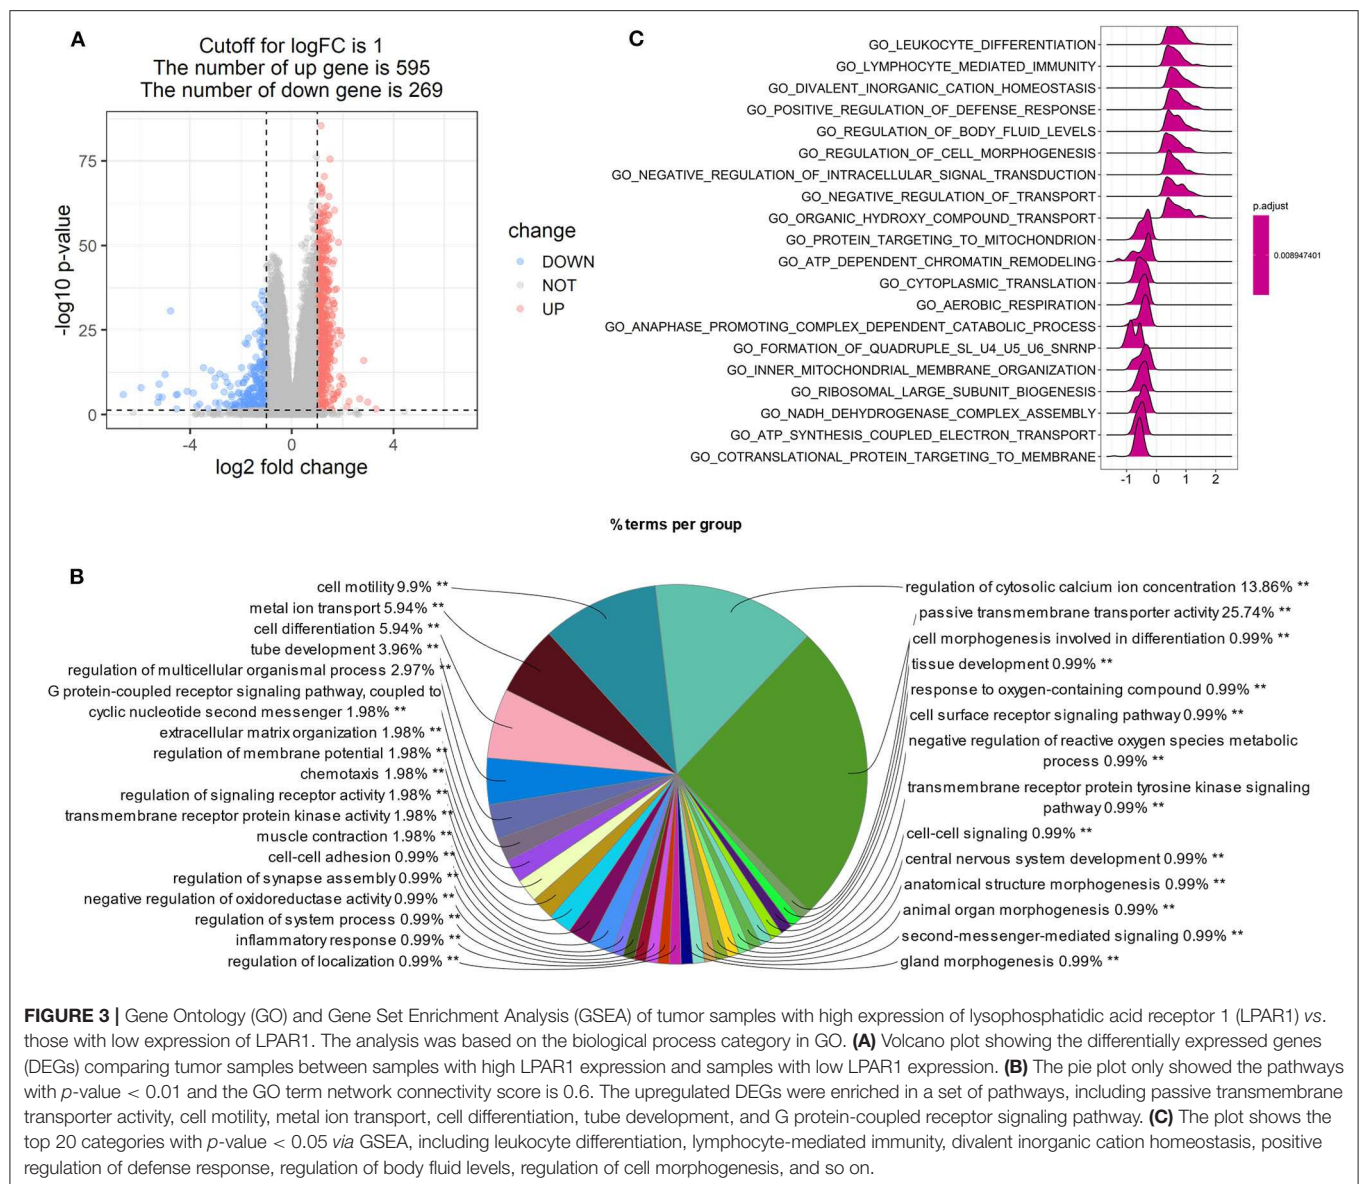 A
Cutoff for logFC is 1
The number of up gene is 595
The number of down gene is 269
75
50
25
0
-log10 p-value
-4
0
4
log2 fold change
change
DOWN
NOT
UP
C
GO_LEUKOCYTE_DIFFERENTIATION
GO_LYMPHOCYTE_MEDIATED_IMMUNITY
GO_DIVALENT_INORGANIC_CATION_HOMEOSTASIS
GO_POSITIVE_REGULATION_OF_DEFENSE_RESPONSE
GO_REGULATION_OF_BODY_FLUID_LEVELS
GO_REGULATION_OF_CELL_MORPHOGENESIS
GO_NEGATIVE_REGULATION_OF_INTRACELLULAR_SIGNAL_TRANSDUCTION
GO_NEGATIVE_REGULATION_OF_TRANSPORT
GO_ORGANIC_HYDROXY_COMPOUND_TRANSPORT
GO_PROTEIN_TARGETING_TO_MITOCHONDRION
GO_ATP_DEPENDENT_CHROMATIN_REMODELING
GO_CYTOPLASMIC_TRANSLATION
GO_AEROBIC_RESPIRATION
GO_ANAPHASE_PROMOTING_COMPLEX_DEPENDENT_CATABOLIC_PROCESS
GO_FORMATION_OF_QUADRUPLE_SL_U4_U5_U6_SNRNP
GO_INNER_MITOCHONDRIAL_MEMBRANE_ORGANIZATION
GO_RIBOSOMAL_LARGE_SUBUNIT_BIOGENESIS
GO_NADH_DEHYDROGENASE_COMPLEX_ASSEMBLY
GO_ATP_SYNTHESIS_COUPLED_ELECTRON_TRANSPORT
GO_COTRANSLATIONAL_PROTEIN_TARGETING_TO_MEMBRANE
-1
0
1
2
p.adjust
0.008947401
%terms per group
B
cell motility 9.9% **
metal ion transport 5.94% **
cell differentiation 5.94% **
tube development 3.96% **
regulation of multicellular organismal process 2.97% **
G protein-coupled receptor signaling pathway, coupled to
cyclic nucleotide second messenger 1.98% **
extracellular matrix organization 1.98% **
regulation of membrane potential 1.98% **
chemotaxis 1.98% **
regulation of signaling receptor activity 1.98% **
transmembrane receptor protein kinase activity 1.98% **
muscle contraction 1.98% **
cell-cell adhesion 0.99% **
regulation of synapse assembly 0.99% **
negative regulation of oxidoreductase activity 0.99% **
regulation of system process 0.99% **
inflammatory response 0.99% **
regulation of localization 0.99% **
regulation of cytosolic calcium ion concentration 13.86% **
passive transmembrane transporter activity 25.74% **
cell morphogenesis involved in differentiation 0.99% **
tissue development 0.99% **
response to oxygen-containing compound 0.99% **
cell surface receptor signaling pathway 0.99% **
negative regulation of reactive oxygen species metabolic
process 0.99% **
transmembrane receptor protein tyrosine kinase signaling
pathway 0.99% **
cell-cell signaling 0.99% **
central nervous system development 0.99% **
anatomical structure morphogenesis 0.99% **
animal organ morphogenesis 0.99% **
second-messenger-mediated signaling 0.99% **
gland morphogenesis 0.99% **
FIGURE 3 | Gene Ontology (GO) and Gene Set Enrichment Analysis (GSEA) of tumor samples with high expression of lysophosphatidic acid receptor 1 (LPAR1) vs.
those with low expression of LPAR1. The analysis was based on the biological process category in GO. (A) Volcano plot showing the differentially expressed genes
(DEGs) comparing tumor samples between samples with high LPAR1 expression and samples with low LPAR1 expression. (B) The pie plot only showed the pathways
with p-value < 0.01 and the GO term network connectivity score is 0.6. The upregulated DEGs were enriched in a set of pathways, including passive transmembrane
transporter activity, cell motility, metal ion transport, cell differentiation, tube development, and G protein-coupled receptor signaling pathway. (C) The plot shows the
top 20 categories with p-value < 0.05 via GSEA, including leukocyte differentiation, lymphocyte-mediated immunity, divalent inorganic cation homeostasis, positive
regulation of defense response, regulation of body fluid levels, regulation of cell morphogenesis, and so on.